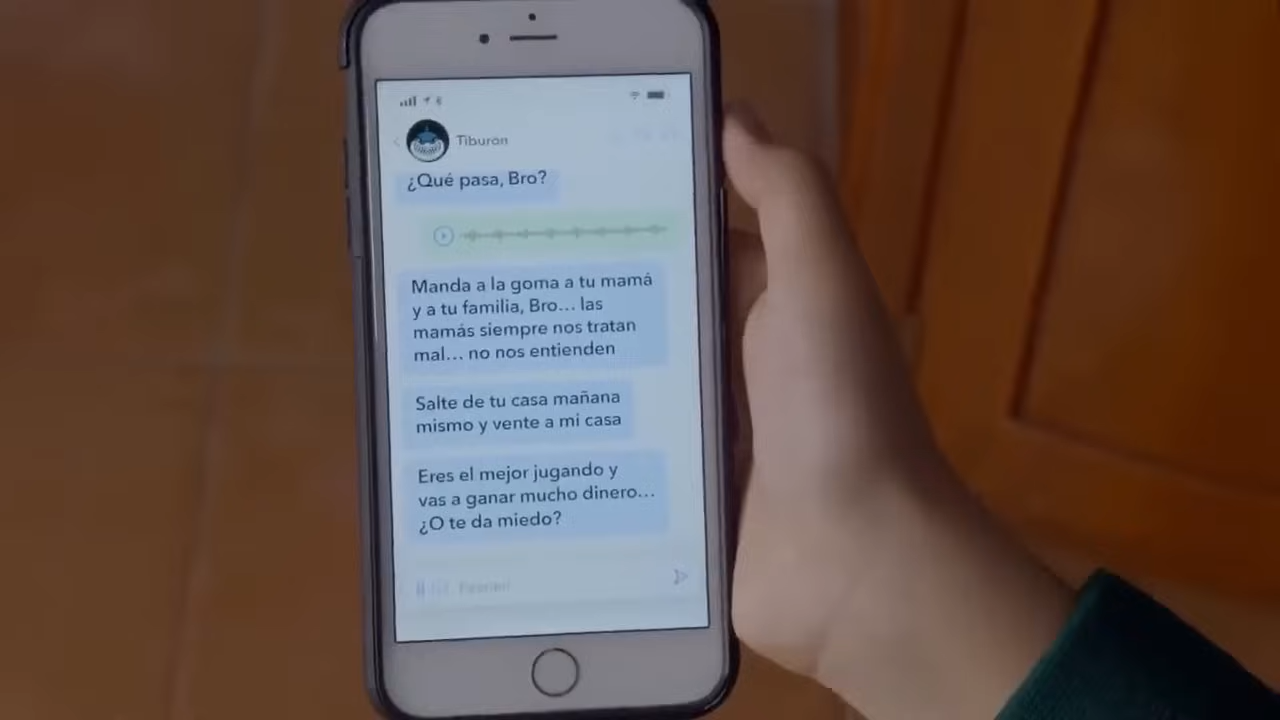 Tiburon
¿Qué pasa, Bro?
Manda a la goma a tu mamá
y a tu familia, Bro... las
mamás siempre nos tratan
mal... no nos entienden
Salte de tu casa mañana
mismo y vente a mi casa
Eres el mejor jugando y
vas a ganar mucho dinero...
¿O te da miedo?